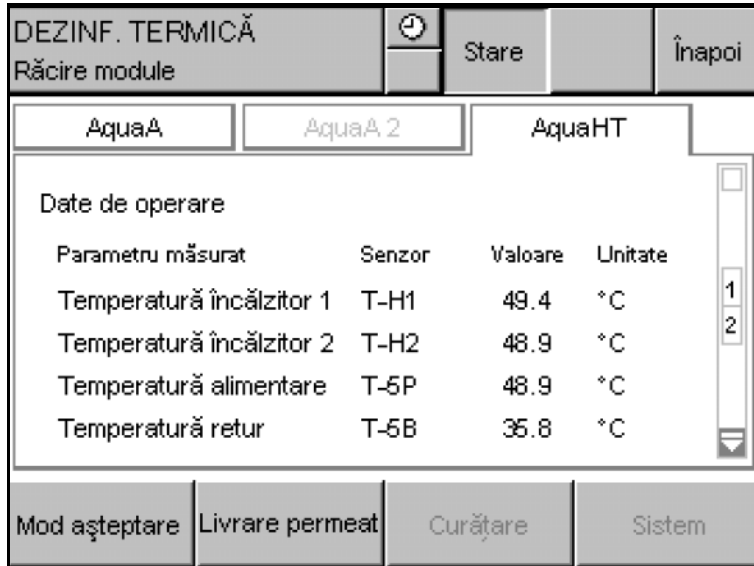 DEZINF. TERMICĂ
Răcire module
Stare
Înapoi
AquaA
AquaA 2
AquaHT
Date de operare
Parametru măsurat Senzor Valoare Unitate
Temperatură încălzitor 1 T-H1 49.4 °C
Temperatură încălzitor 2 T-H2 48.9 °C
Temperatură alimentare T-5P 48.9 °C
Temperatură retur T-5B 35.8 °C
1
2
Mod aşteptare
Livrare permeat
Curăţare
Sistem